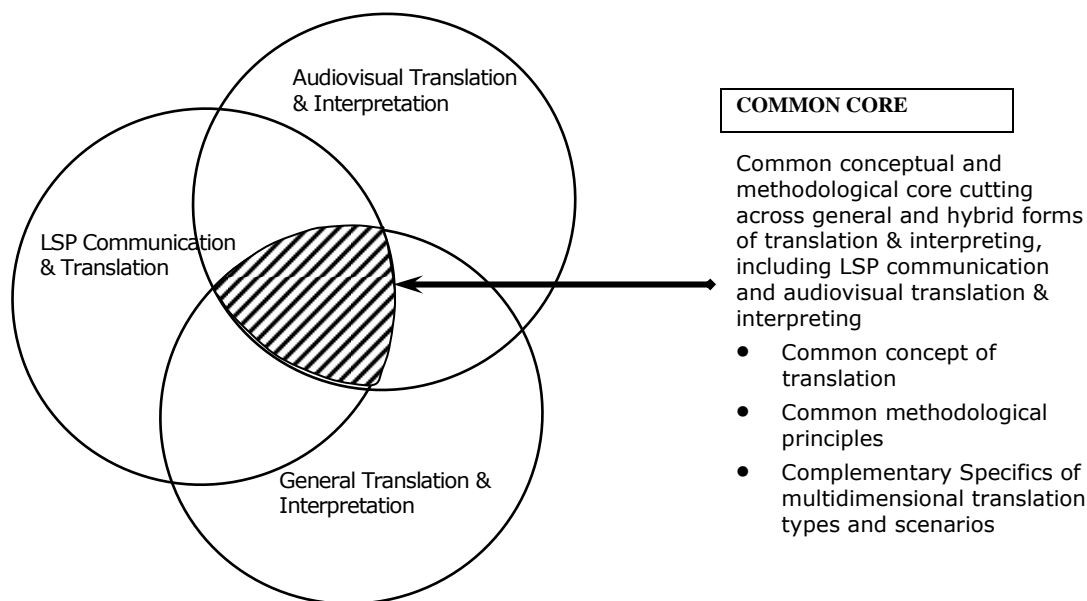 Audiovisual Translation
& Interpretation
LSP Communication
& Translation
General Translation &
Interpretation
COMMON CORE
Common conceptual and
methodological core cutting
across general and hybrid forms
of translation & interpreting,
including LSP communication
and audiovisual translation &
interpreting
• Common concept of
translation
• Common methodological
principles
• Complementary Specifics of
multidimensional translation
types and scenarios